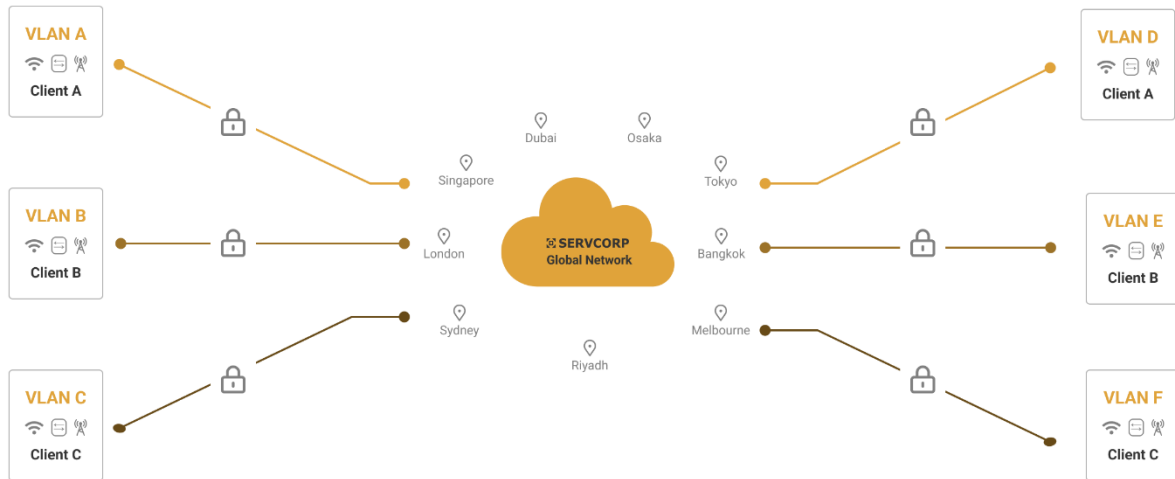 VLAN A
Client A
VLAN B
Client B
VLAN C
Client C
Dubai
Osaka
Singapore
Tokyo
London
Bangkok
SERVCORP
Global Network
Sydney
Melbourne
Riyadh
VLAN D
Client A
VLAN E
Client B
VLAN F
Client C